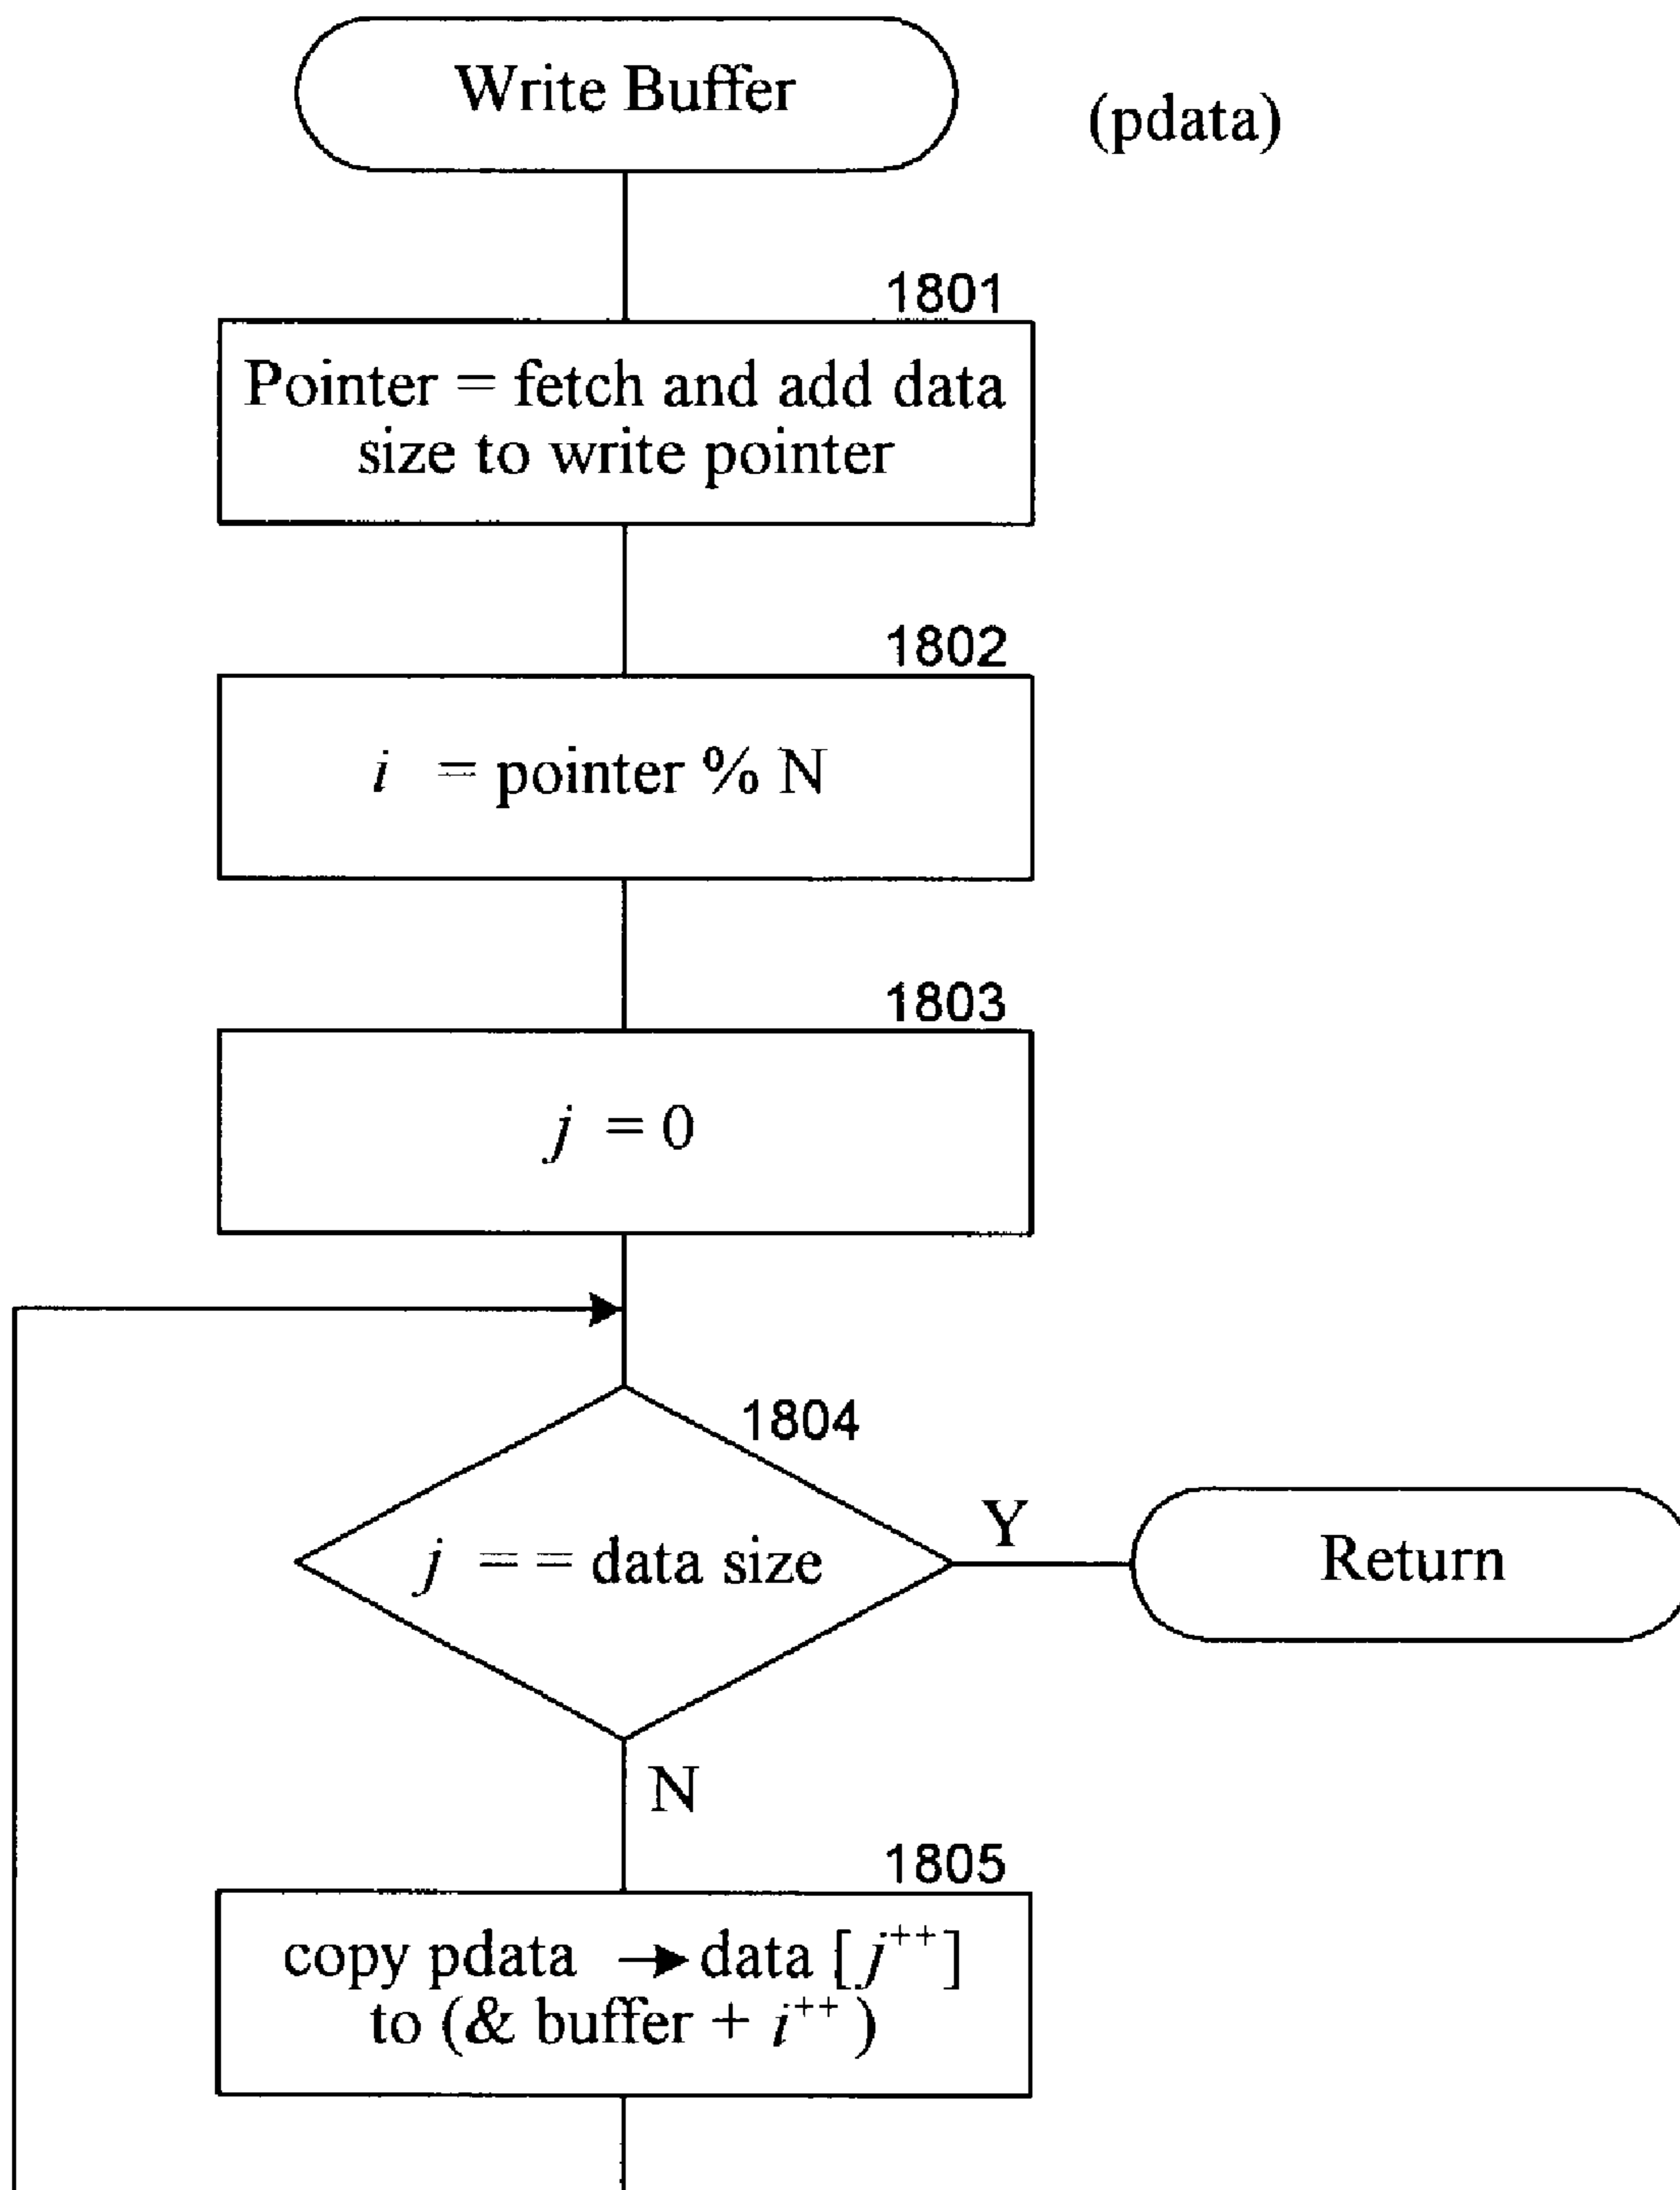 Write Buffer
(pdata)
1801
Pointer = fetch and add data
size to write pointer
1802
i = pointer % N
1803
j = 0
1804
j == data size
Y
Return
N
1805
copy pdata → data [j++]
to (& buffer + i++)